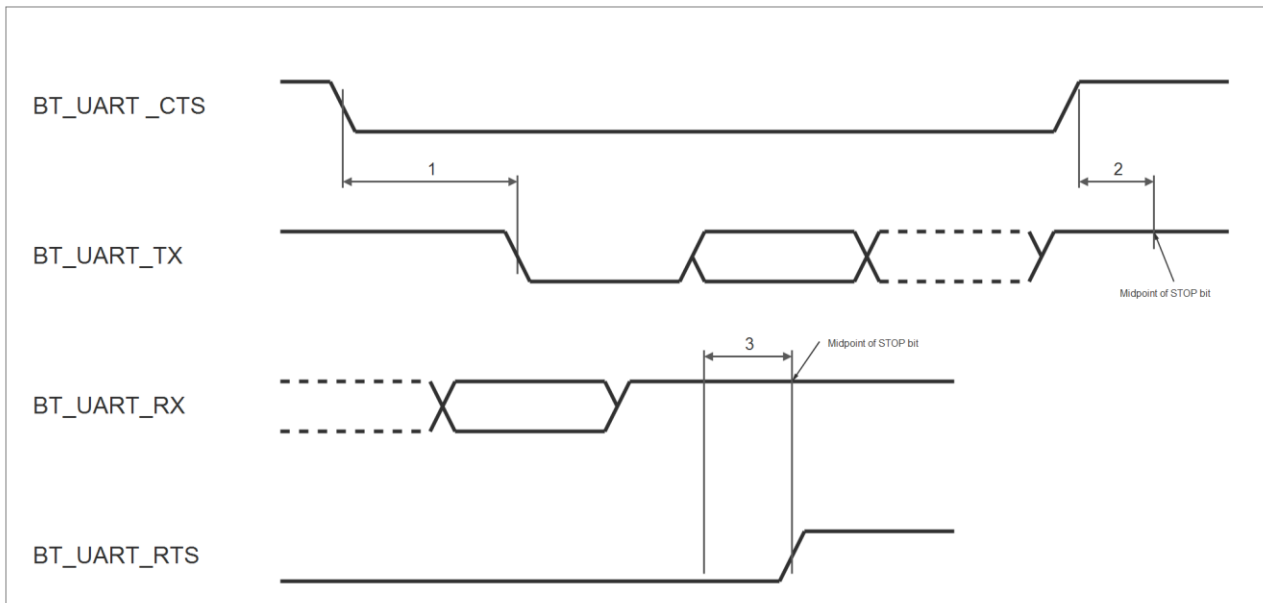 BT_UART _CTS
1
2
BT_UART_TX
Midpoint of STOP bit
3
Midpoint of STOP bit
BT_UART_RX
BT_UART_RTS